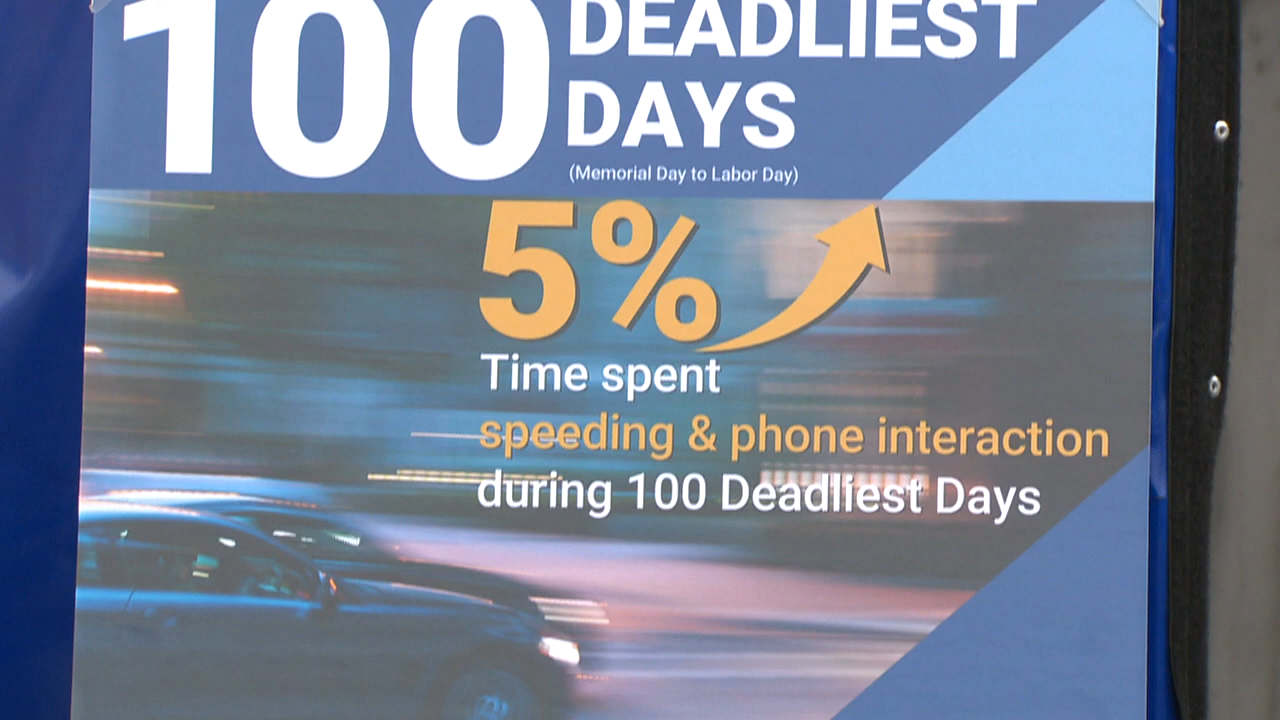 100 DEADLIEST
DAYS
(Memorial Day to Labor Day)
5%
Time spent
speeding & phone interaction
during 100 Deadliest Days